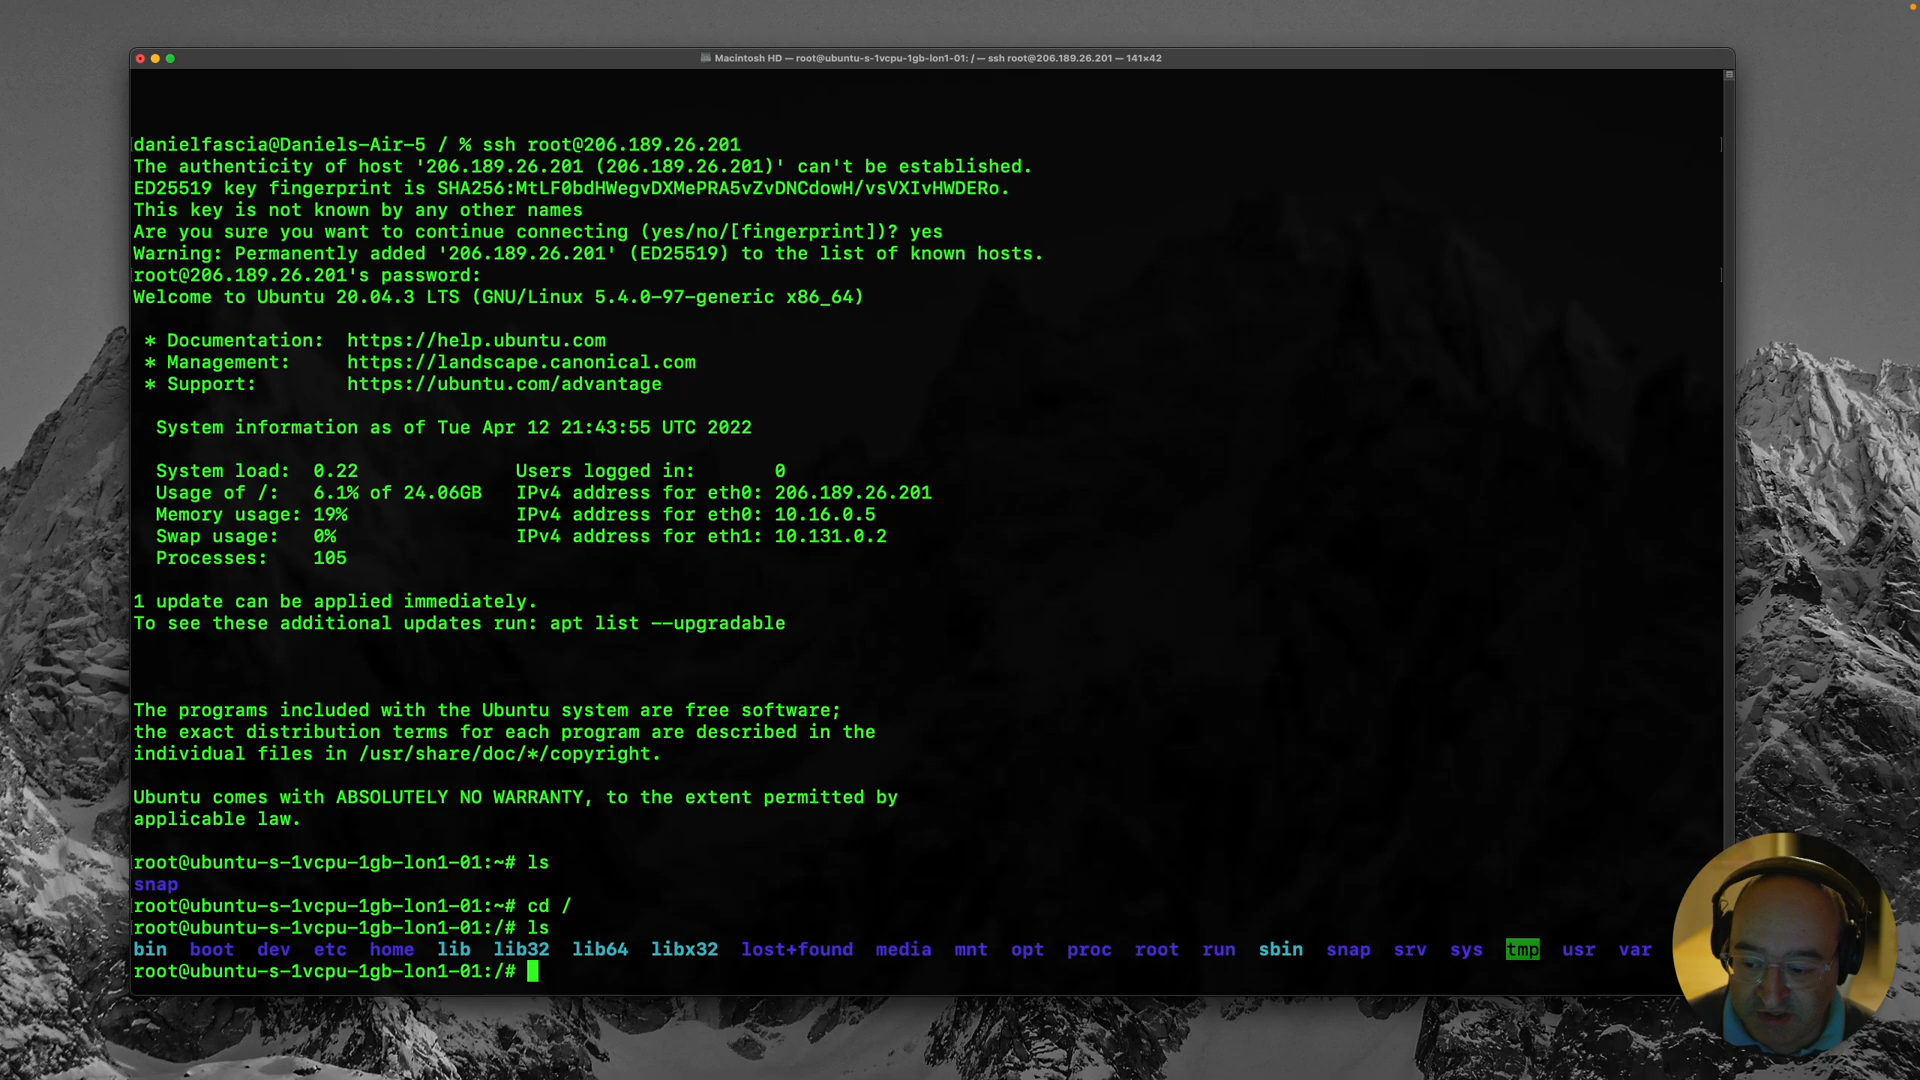 Macintosh HD — root@ubuntu-s-1vcpu-1gb-lon1-01: / — ssh root@206.189.26.201 — 141×42
danielfascia@Daniels-Air-5 / % ssh root@206.189.26.201
The authenticity of host '206.189.26.201 (206.189.26.201)' can't be established.
ED25519 key fingerprint is SHA256:MtLF0bdHWegvDXMePRA5vZvDNCdowH/vsVXIvHWDERo.
This key is not known by any other names
Are you sure you want to continue connecting (yes/no/[fingerprint])? yes
Warning: Permanently added '206.189.26.201' (ED25519) to the list of known hosts.
root@206.189.26.201's password:
Welcome to Ubuntu 20.04.3 LTS (GNU/Linux 5.4.0-97-generic x86_64)
* Documentation:  https://help.ubuntu.com
* Management:     https://landscape.canonical.com
* Support:        https://ubuntu.com/advantage
System information as of Tue Apr 12 21:43:55 UTC 2022
System load:  0.22              Users logged in:       0
Usage of /:   6.1% of 24.06GB   IPv4 address for eth0: 206.189.26.201
Memory usage: 19%               IPv4 address for eth0: 10.16.0.5
Swap usage:   0%                IPv4 address for eth1: 10.131.0.2
Processes:    105
1 update can be applied immediately.
To see these additional updates run: apt list --upgradable
The programs included with the Ubuntu system are free software;
the exact distribution terms for each program are described in the
individual files in /usr/share/doc/*/copyright.
Ubuntu comes with ABSOLUTELY NO WARRANTY, to the extent permitted by
applicable law.
root@ubuntu-s-1vcpu-1gb-lon1-01:~# ls
snap
root@ubuntu-s-1vcpu-1gb-lon1-01:~# cd /
root@ubuntu-s-1vcpu-1gb-lon1-01:/# ls
bin  boot  dev  etc  home  lib  lib32  lib64  libx32  lost+found  media  mnt  opt  proc  root  run  sbin  snap  srv  sys  tmp  usr  var
root@ubuntu-s-1vcpu-1gb-lon1-01:/#